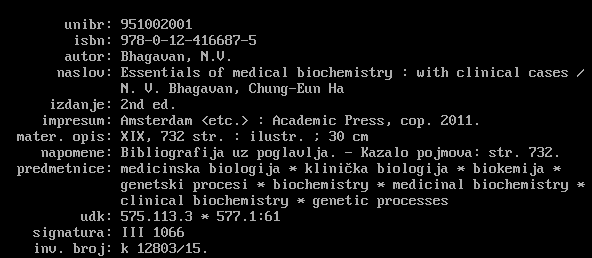 unibr: 951002001
isbn: 978-0-12-416687-5
autor: Bhagavan, N.V.
naslov: Essentials of medical biochemistry : with clinical cases /
N. V. Bhagavan, Chung-Eun Ha
izdanje: 2nd ed.
impresum: Amsterdam <etc.> : Academic Press, cop. 2011.
mater. opis: XIX, 732 str. : ilustr. ; 30 cm
napomene: Bibliografija uz poglavlja. - Kazalo pojmova: str. 732.
predmetnice: medicinska biologija * klinička biologija * biokemija *
genetski procesi * biochemistry * medicinal biochemistry *
clinical biochemistry * genetic processes
udk: 575.113.3 * 577.1:61
signatura: III 1066
inv. broj: k 12803/15.